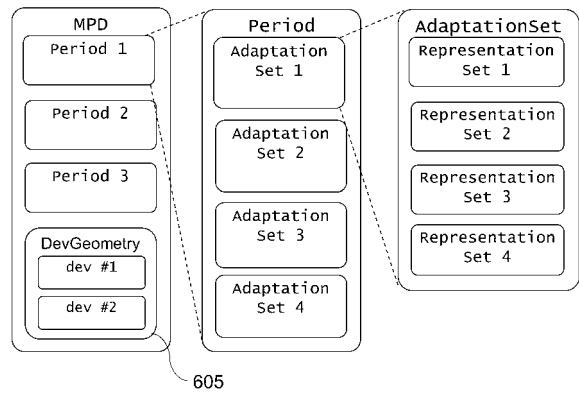 MPD
Period 1
Period 2
Period 3
DevGeometry
dev #1
dev #2
605
Period
Adaptation
Set 1
Adaptation
Set 2
Adaptation
Set 3
Adaptation
Set 4
AdaptationSet
Representation
Set 1
Representation
Set 2
Representation
Set 3
Representation
Set 4